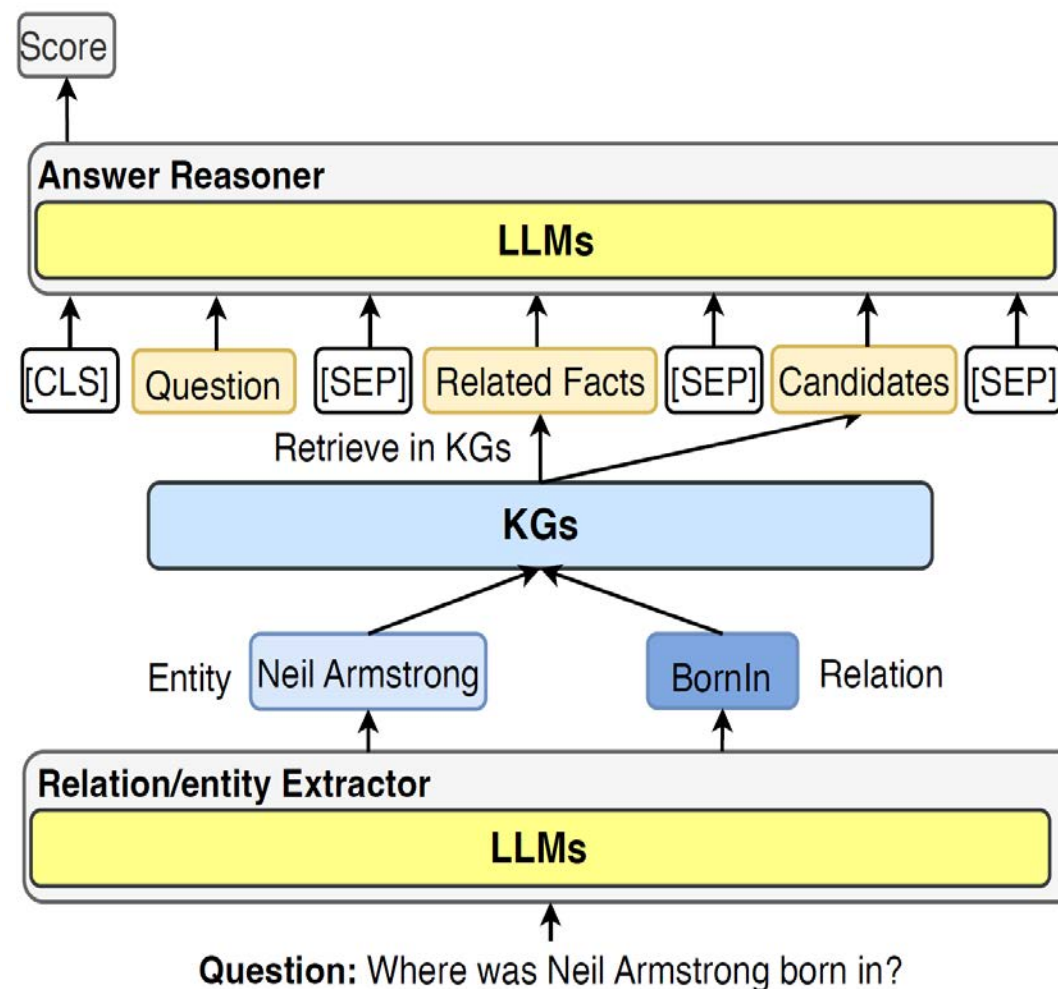 Score
Answer Reasoner
LLMs
[CLS] Question [SEP] Related Facts [SEP] Candidates [SEP]
Retrieve in KGs
KGs
Entity Neil Armstrong BornIn Relation
Relation/entity Extractor
LLMs
Question: Where was Neil Armstrong born in?